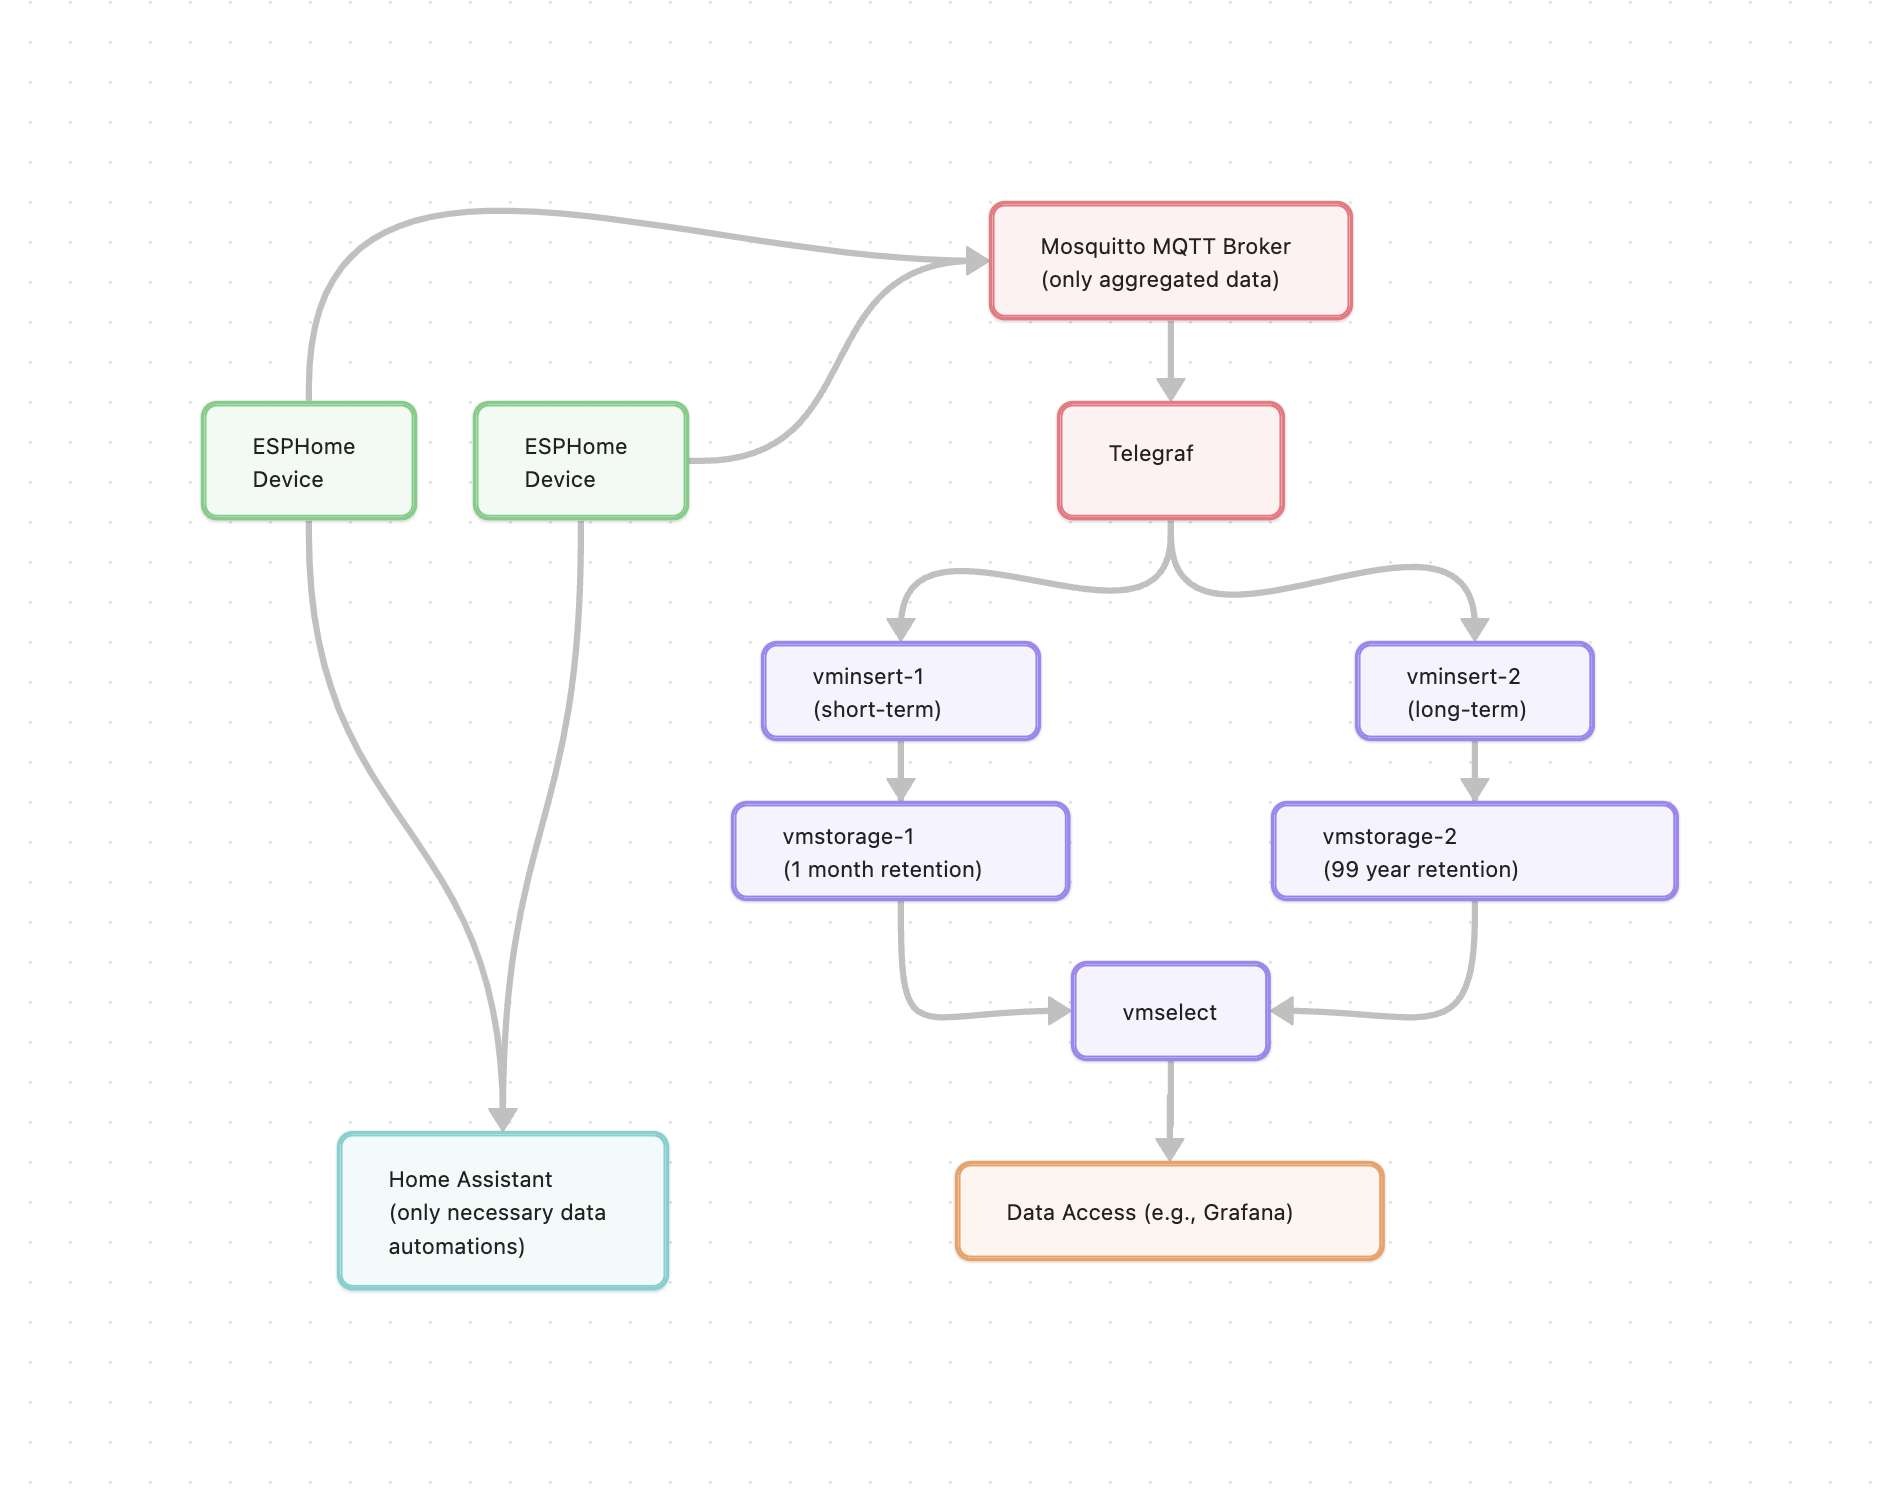 Mosquitto MQTT Broker
(only aggregated data)
ESPHome
Device
ESPHome
Device
Telegraf
vminsert-1
(short-term)
vminsert-2
(long-term)
vmstorage-1
(1 month retention)
vmstorage-2
(99 year retention)
vmselect
Home Assistant
(only necessary data
automations)
Data Access (e.g., Grafana)